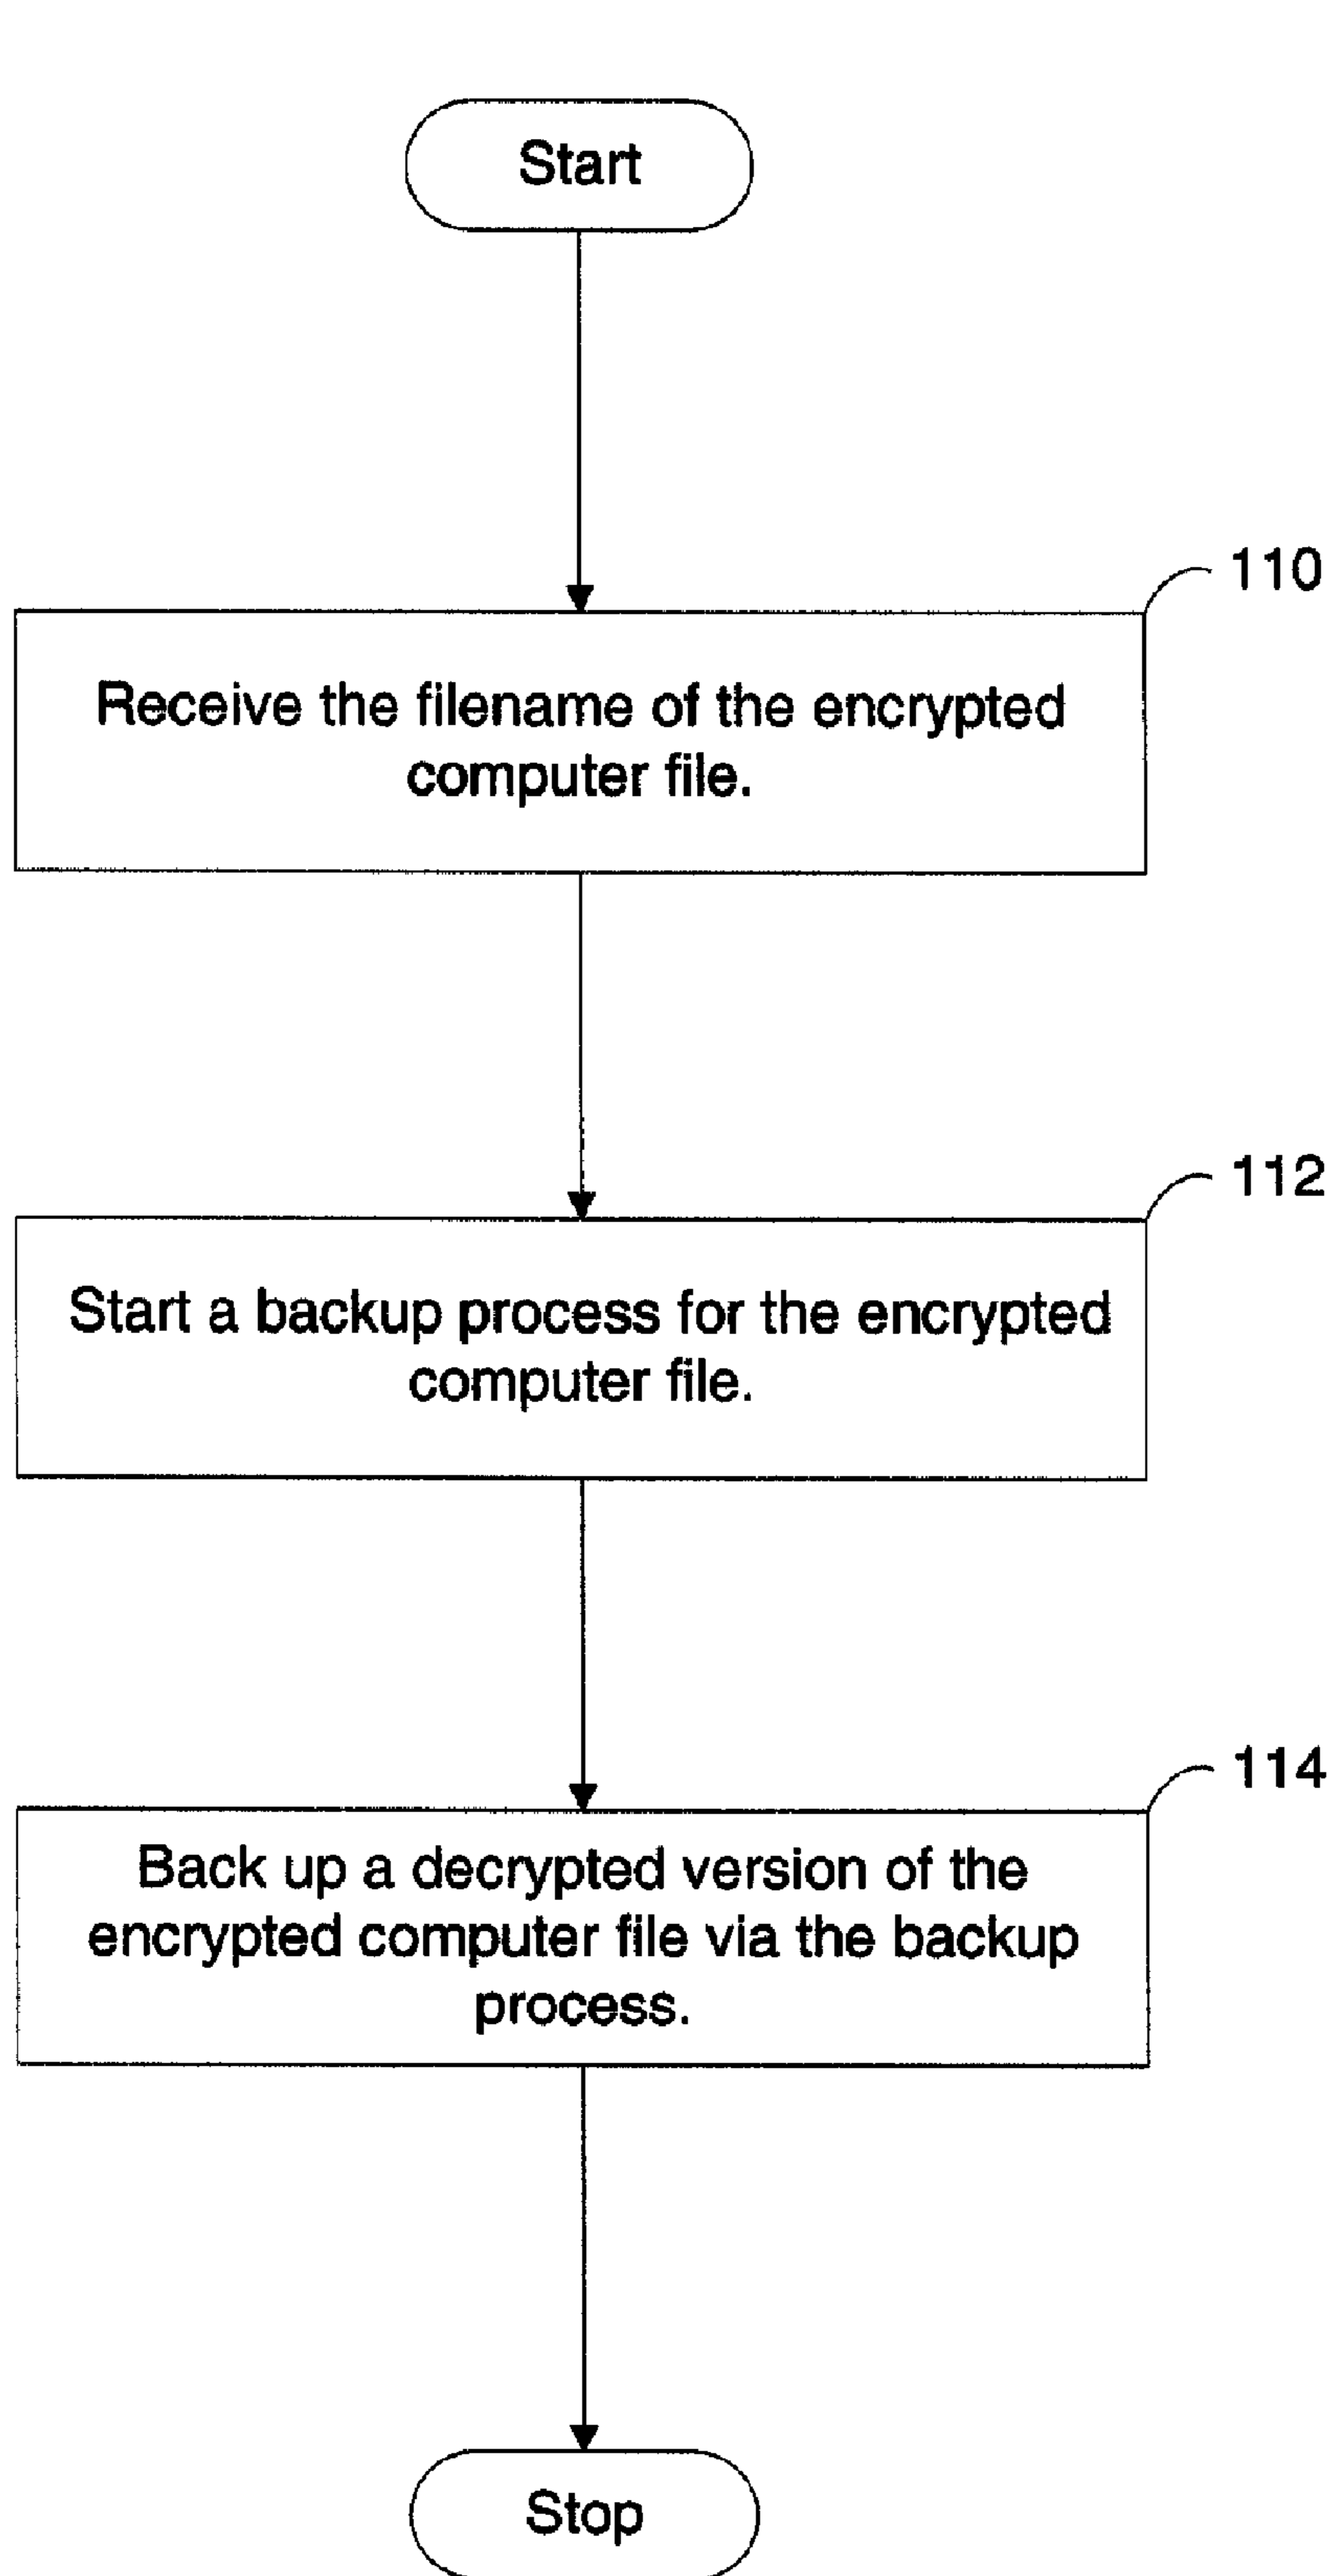 Start
110
Receive the filename of the encrypted
computer file.
112
Start a backup process for the encrypted
computer file.
114
Back up a decrypted version of the
encrypted computer file via the backup
process.
Stop